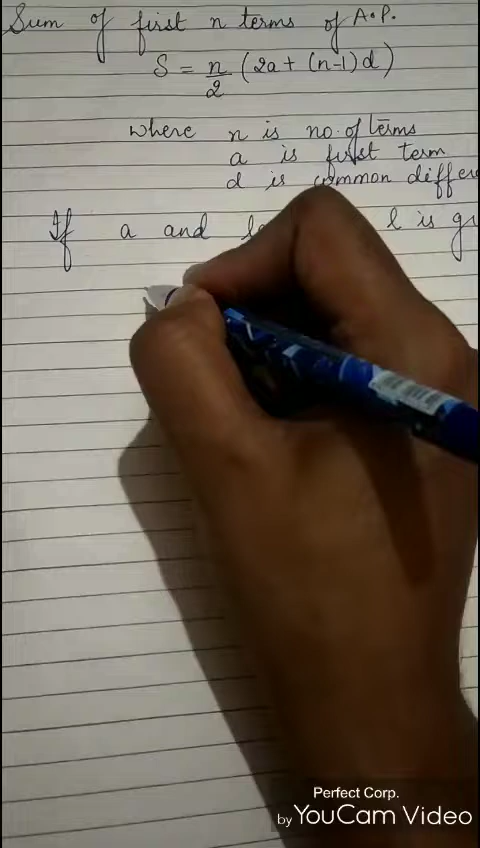 Sum of first n terms of A.P.
S = n/2 (2a + (n-1)d)
where n is no. of terms
a is first term
d is common differe
If a and l is gi
Perfect Corp.
by YouCam Video